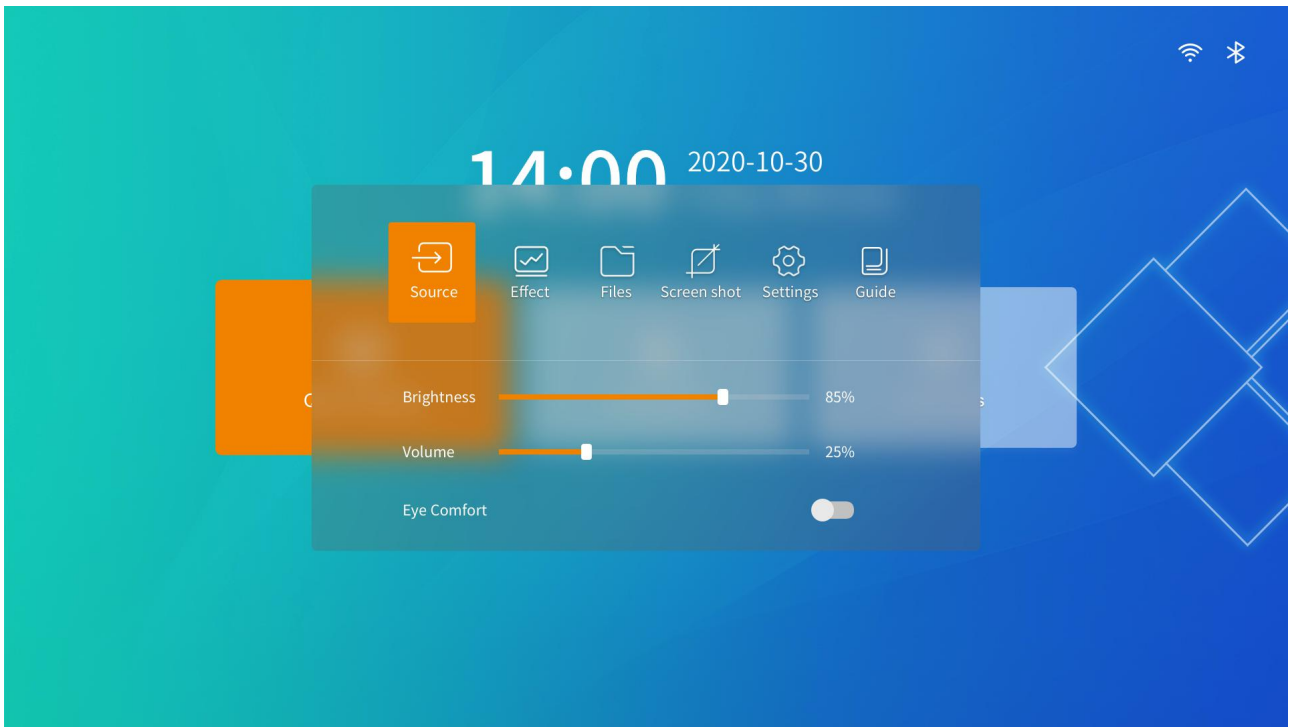 14:00 2020-10-30
Source Effect Files Screen shot Settings Guide
Brightness 85%
Volume 25%
Eye Comfort